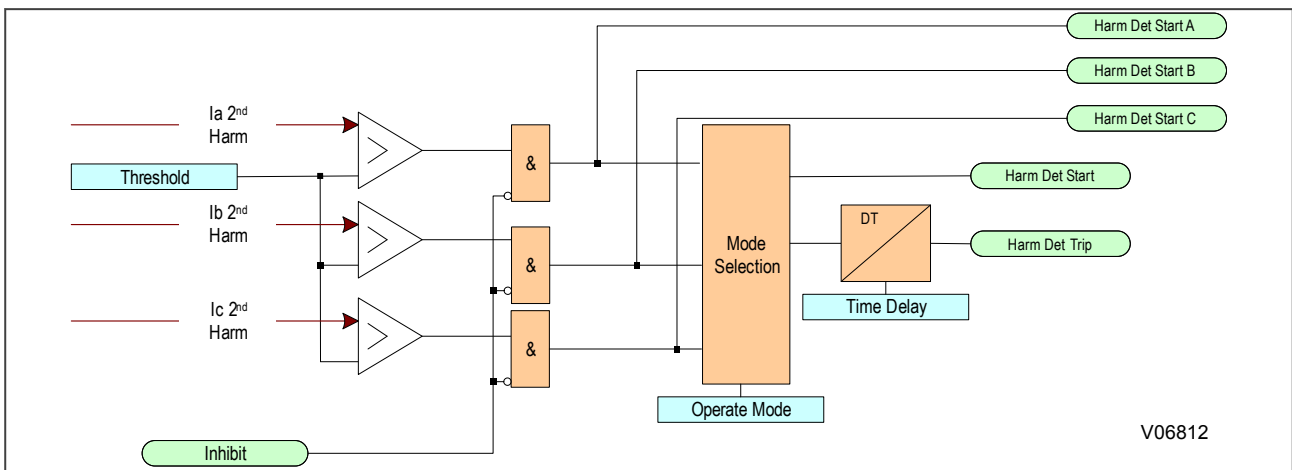 Harm Det Start A
Harm Det Start B
Harm Det Start C
Ia 2nd
Harm
Threshold
Ib 2nd
Harm
Ic 2nd
Harm
&
&
&
Mode
Selection
Harm Det Start
DT
Harm Det Trip
Time Delay
Operate Mode
Inhibit
V06812